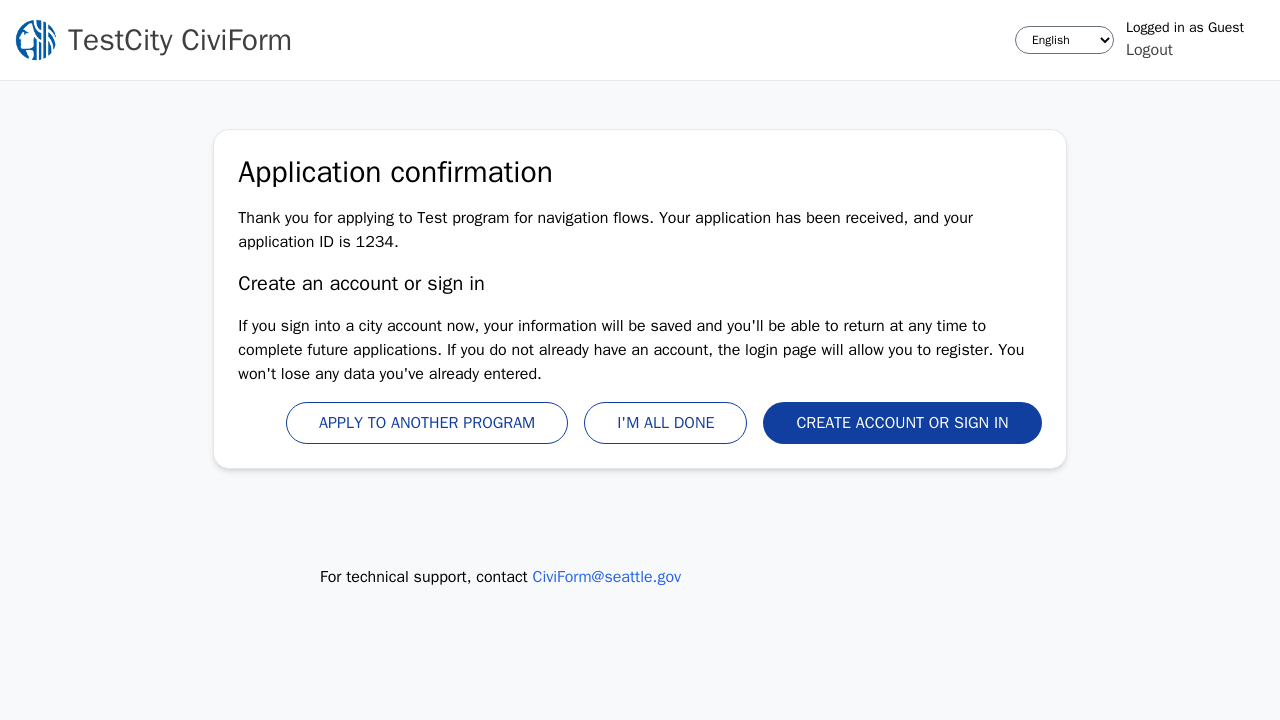 TestCity CiviForm
English
Logged in as Guest
Logout
Application confirmation
Thank you for applying to Test program for navigation flows. Your application has been received, and your
application ID is 1234.
Create an account or sign in
If you sign into a city account now, your information will be saved and you'll be able to return at any time to
complete future applications. If you do not already have an account, the login page will allow you to register. You
won't lose any data you've already entered.
APPLY TO ANOTHER PROGRAM
I'M ALL DONE
CREATE ACCOUNT OR SIGN IN
For technical support, contact CiviForm@seattle.gov